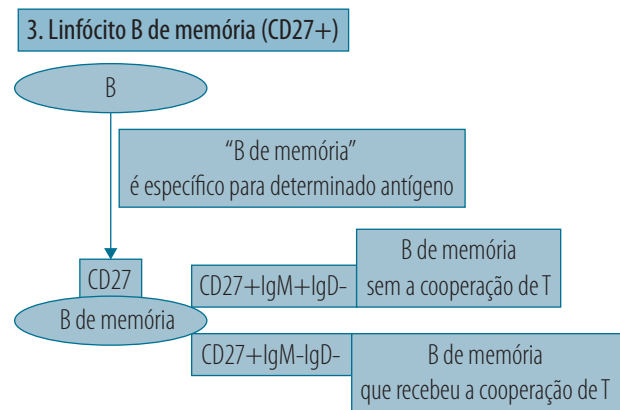 3. Linfócito B de memória (CD27+)
B
“B de memória”
é específico para determinado antígeno
CD27
B de memória
CD27+IgM+IgD-
B de memória
sem a cooperação de T
CD27+IgM-IgD-
B de memória
que recebeu a cooperação de T